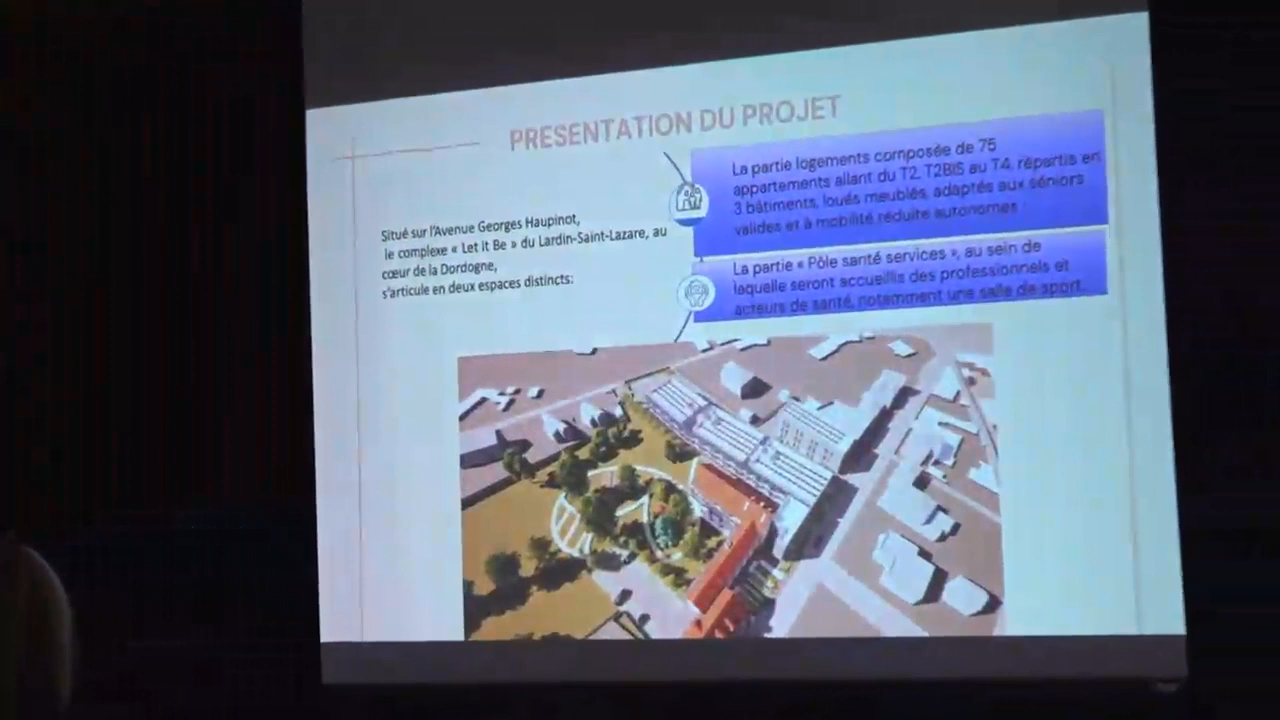 PRESENTATION DU PROJET
Situé sur l'Avenue Georges Haupinot,
le complexe « Let it Be » du Lardin-Saint-Lazare, au
cœur de la Dordogne,
s'articule en deux espaces distincts:
La partie logements composée de 75
appartements allant du T2, T2BIS au T4, répartis en
3 bâtiments, loués meublés, adaptés aux séniors
valides et à mobilité réduite autonomes
La partie « Pôle santé services », au sein de
laquelle seront accueillis des professionnels et
acteurs de santé, notamment une salle de sport